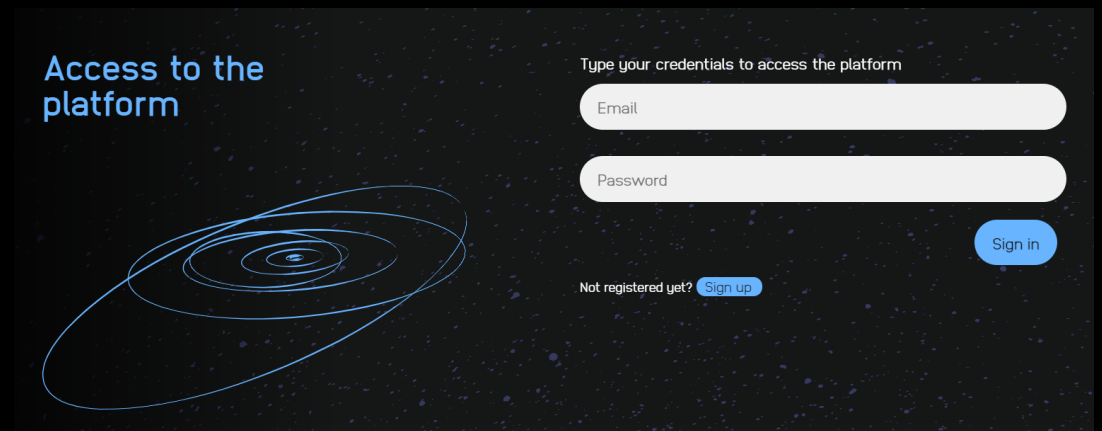 Access to the
platform
Type your credentials to access the platform
Email
Password
Sign in
Not registered yet? Sign up